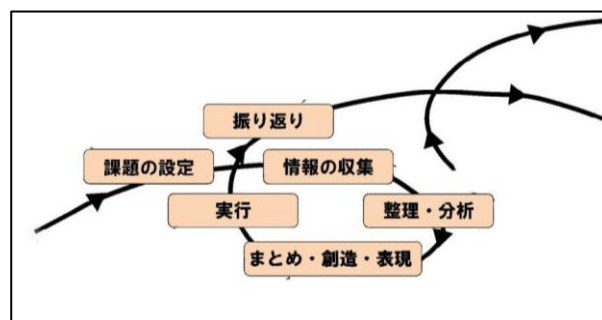 振り返り
課題の設定
情報の収集
実行
整理・分析
まとめ・創造・表現